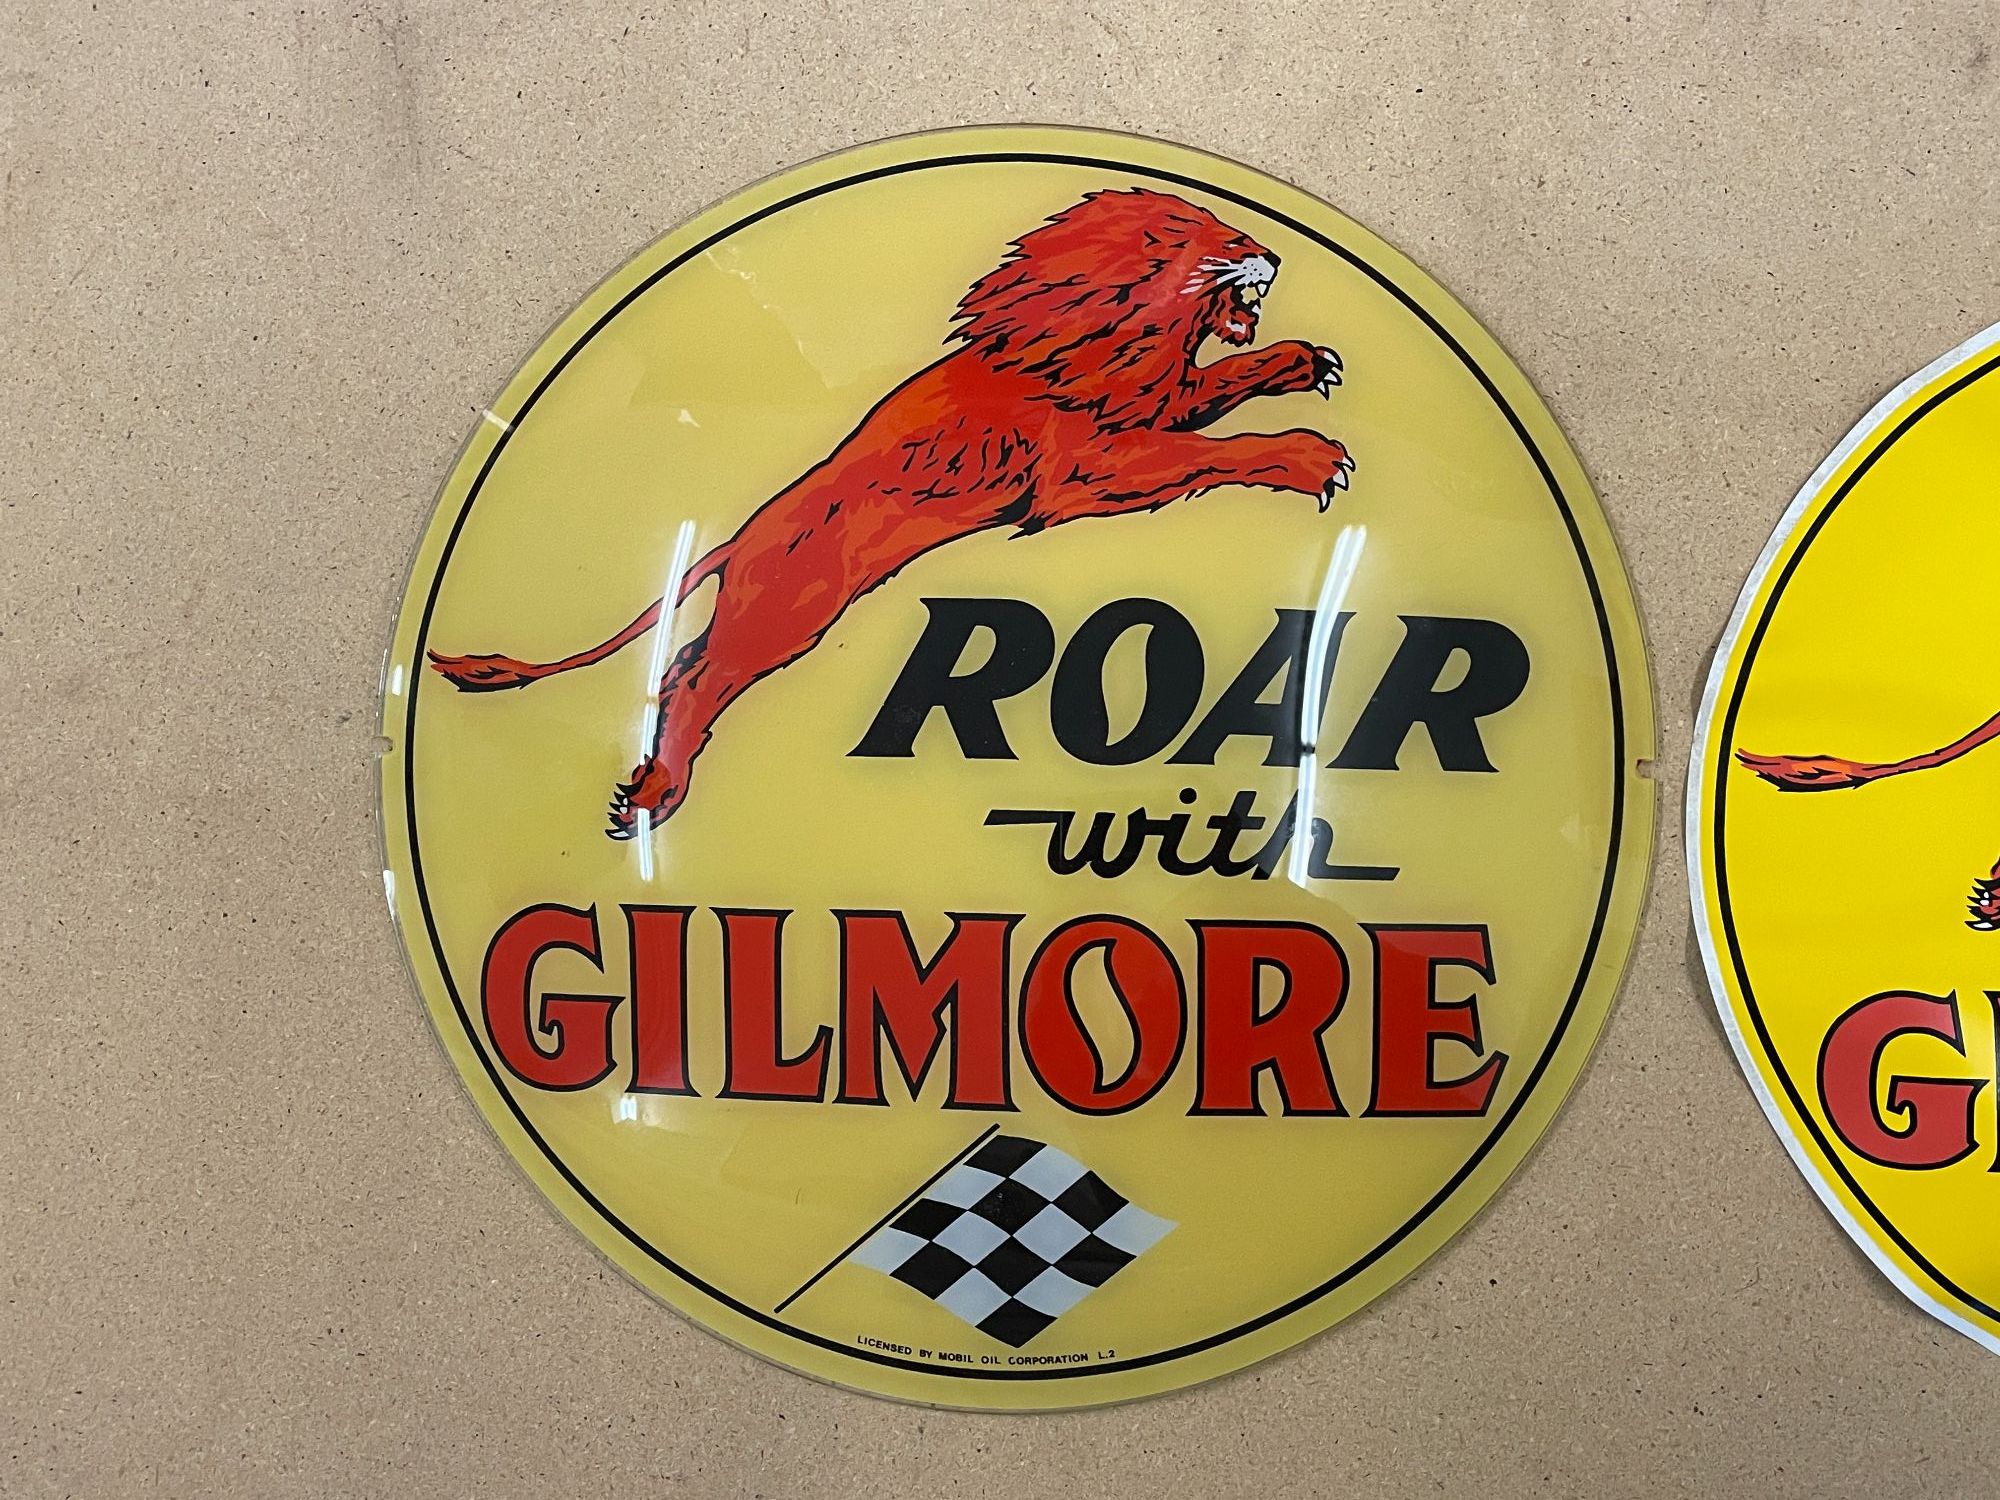 ROAR
with
GILMORE
LICENSED BY MOBIL OIL CORPORATION L.2
G